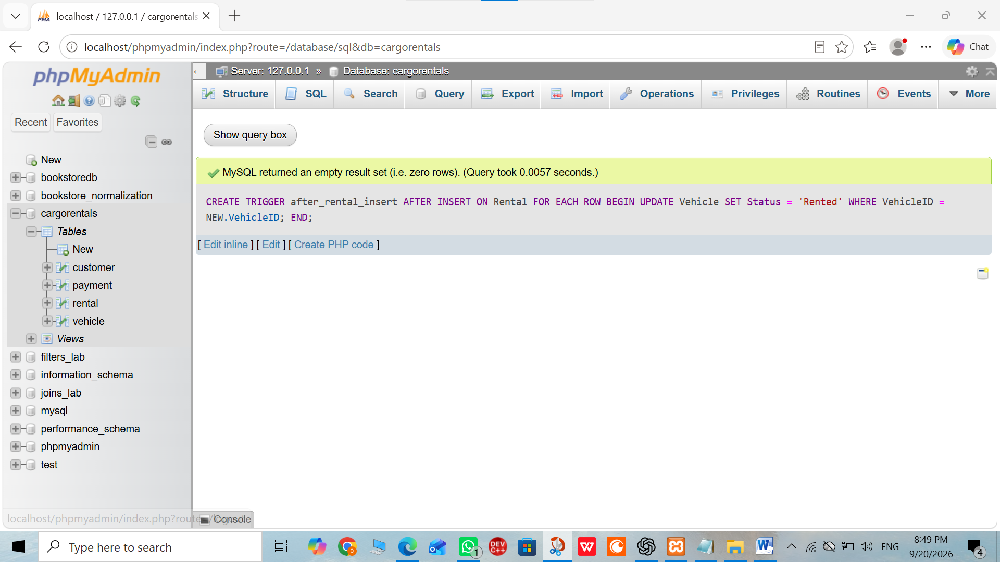 localhost / 127.0.0.1 / cargorentals
localhost/phpmyadmin/index.php?route=/database/sql&db=cargorentals
Chat
phpMyAdmin
Recent
Favorites
New
bookstoredb
bookstore_normalization
cargorentals
Tables
New
customer
payment
rental
vehicle
Views
filters_lab
information_schema
joins_lab
mysql
performance_schema
phpmyadmin
test
Server: 127.0.0.1 » Database: cargorentals
Structure
SQL
Search
Query
Export
Import
Operations
Privileges
Routines
Events
More
Show query box
MySQL returned an empty result set (i.e. zero rows). (Query took 0.0057 seconds.)
CREATE TRIGGER after_rental_insert AFTER INSERT ON Rental FOR EACH ROW BEGIN UPDATE Vehicle SET Status = 'Rented' WHERE VehicleID =
NEW.VehicleID; END;
[ Edit inline ] [ Edit ] [ Create PHP code ]
localhost/phpmyadmin/index.php?route=/logout
Console
Type here to search
1
DEV C++
ENG
8:49 PM
9/20/2026
4